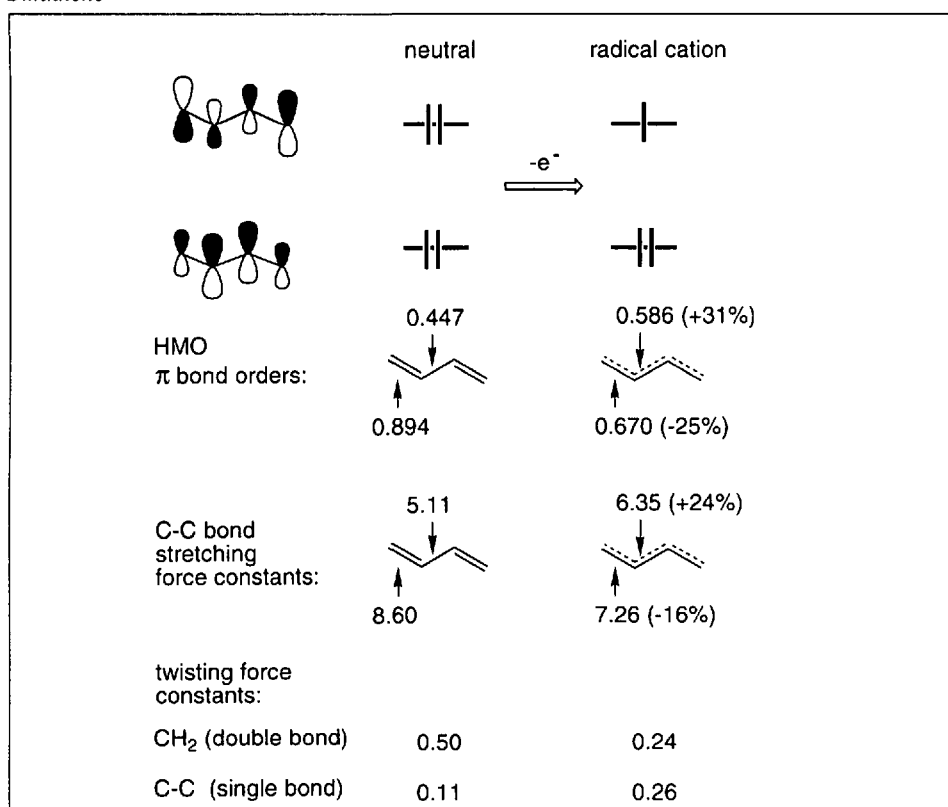 neutral radical cation
-e⁻
0.447 0.586 (+31%)
HMO
π bond orders:
0.894 0.670 (-25%)
5.11 6.35 (+24%)
C-C bond
stretching
force constants:
8.60 7.26 (-16%)
twisting force
constants:
CH₂ (double bond) 0.50 0.24
C-C (single bond) 0.11 0.26